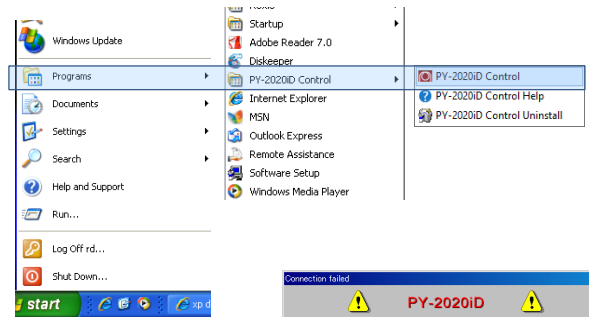 Windows Update
Programs
Documents
Settings
Search
Help and Support
Run...
Log Off rd...
Shut Down...
start
xp d
Startup
Adobe Reader 7.0
Diskeeper
PY-2020iD Control
Internet Explorer
MSN
Outlook Express
Remote Assistance
Software Setup
Windows Media Player
PY-2020iD Control
PY-2020iD Control Help
PY-2020iD Control Uninstall
Connection failed
PY-2020iD